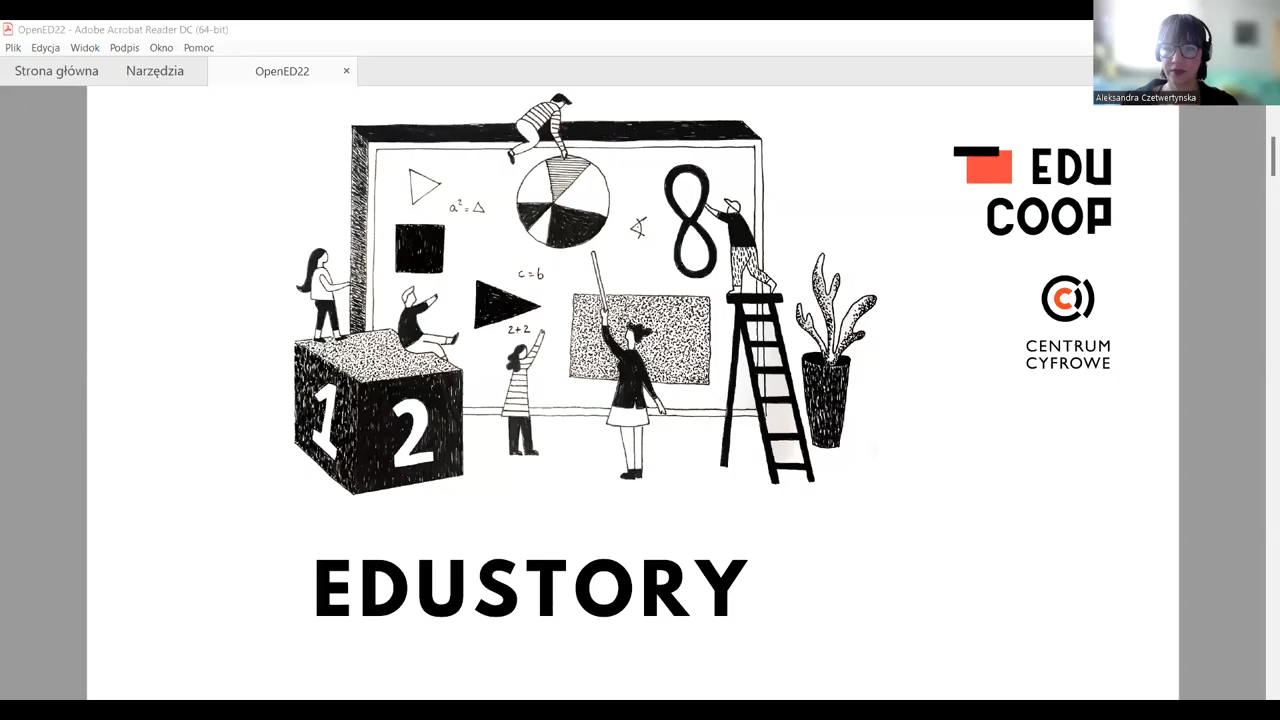 OpenED22 - Adobe Acrobat Reader DC (64-bit)
Plik Edycja Widok Podpis Okno Pomoc
Strona główna Narzędzia OpenED22 ×
Aleksandra Czetwertynska
a² = △
8
c = b
2+2
1 2
EDU
COOP
CENTRUM
CYFROWE
EDUSTORY